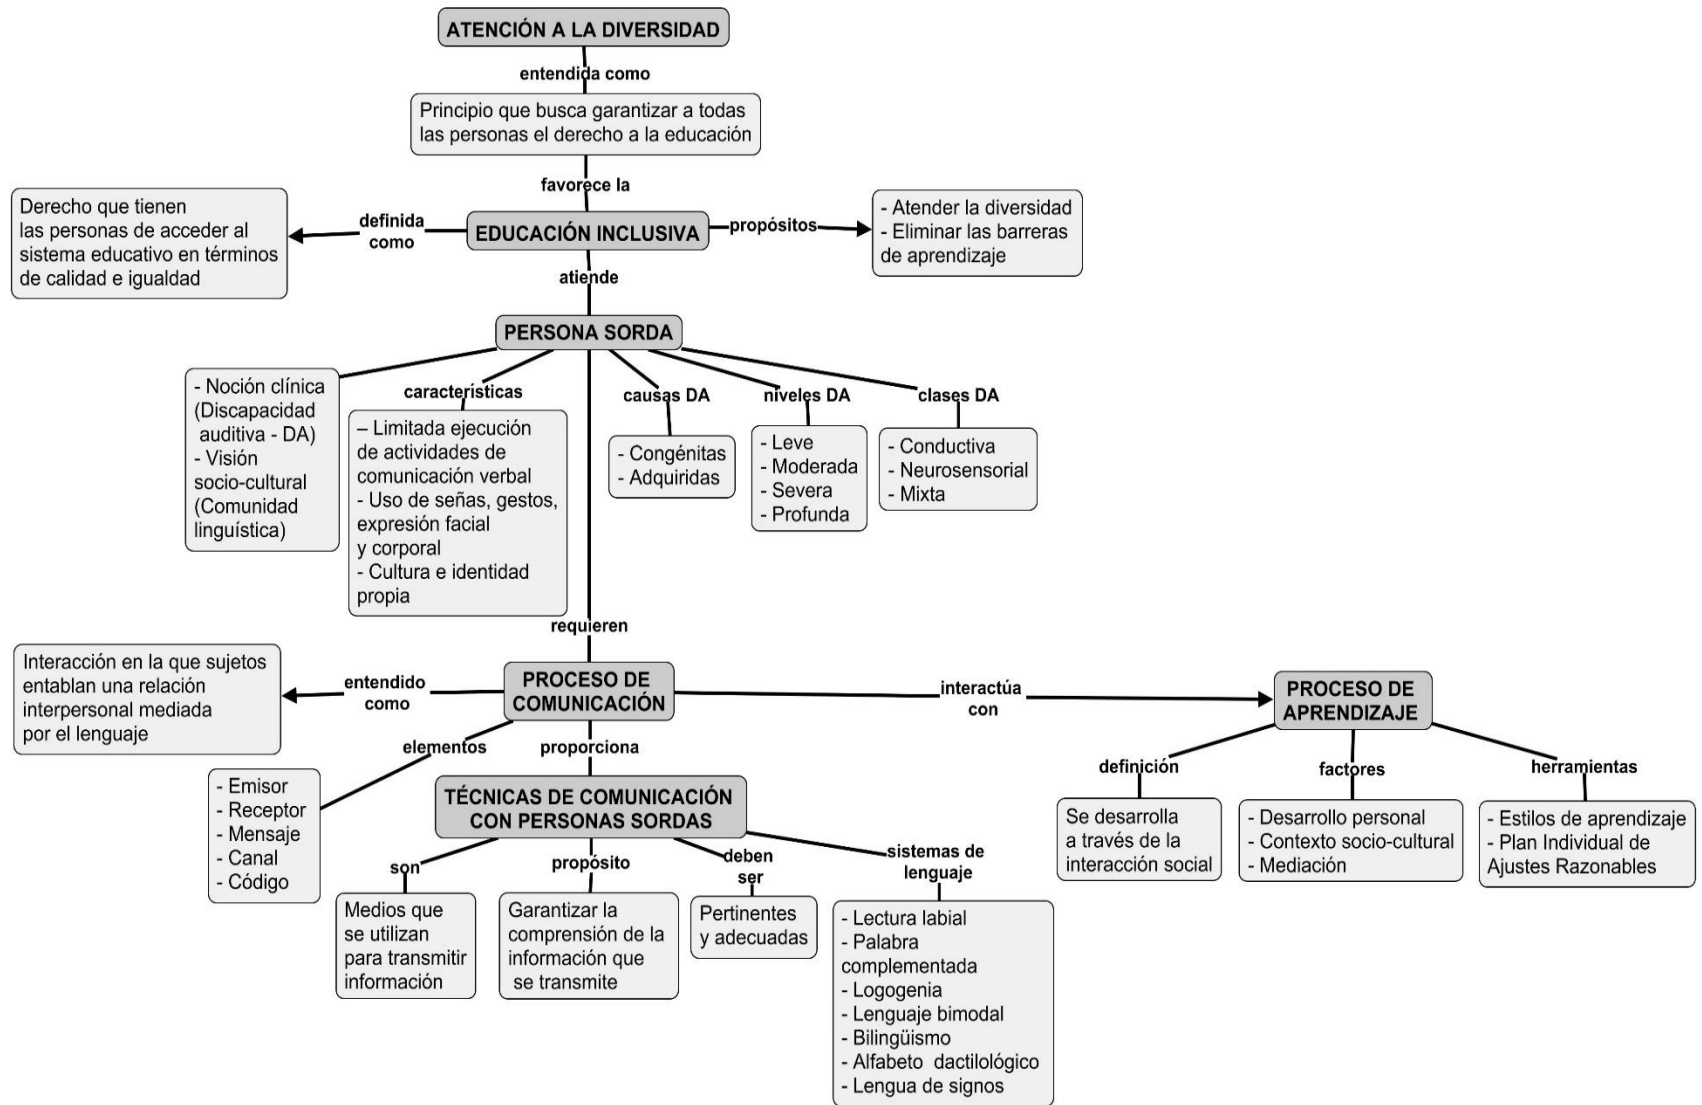 ATENCIÓN A LA DIVERSIDAD
entendida como
Principio que busca garantizar a todas
las personas el derecho a la educación
favorece la
Derecho que tienen
las personas de acceder al
sistema educativo en términos
de calidad e igualdad
definida
como
EDUCACIÓN INCLUSIVA
propósitos
- Atender la diversidad
- Eliminar las barreras
de aprendizaje
atiende
PERSONA SORDA
- Noción clínica
(Discapacidad
auditiva - DA)
- Visión
socio-cultural
(Comunidad
linguística)
características
– Limitada ejecución
de actividades de
comunicación verbal
- Uso de señas, gestos,
expresión facial
y corporal
- Cultura e identidad
propia
causas DA
- Congénitas
- Adquiridas
niveles DA
- Leve
- Moderada
- Severa
- Profunda
clases DA
- Conductiva
- Neurosensorial
- Mixta
requieren
Interacción en la que sujetos
entablan una relación
interpersonal mediada
por el lenguaje
entendido
como
PROCESO DE
COMUNICACIÓN
interactúa
con
PROCESO DE
APRENDIZAJE
elementos
- Emisor
- Receptor
- Mensaje
- Canal
- Código
proporciona
TÉCNICAS DE COMUNICACIÓN
CON PERSONAS SORDAS
son
Medios que
se utilizan
para transmitir
información
propósito
Garantizar la
comprensión de la
información que
se transmite
deben
ser
Pertinentes
y adecuadas
sistemas de
lenguaje
- Lectura labial
- Palabra
complementada
- Logogenia
- Lenguaje bimodal
- Bilingüismo
- Alfabeto dactilológico
- Lengua de signos
definición
Se desarrolla
a través de la
interacción social
factores
- Desarrollo personal
- Contexto socio-cultural
- Mediación
herramientas
- Estilos de aprendizaje
- Plan Individual de
Ajustes Razonables